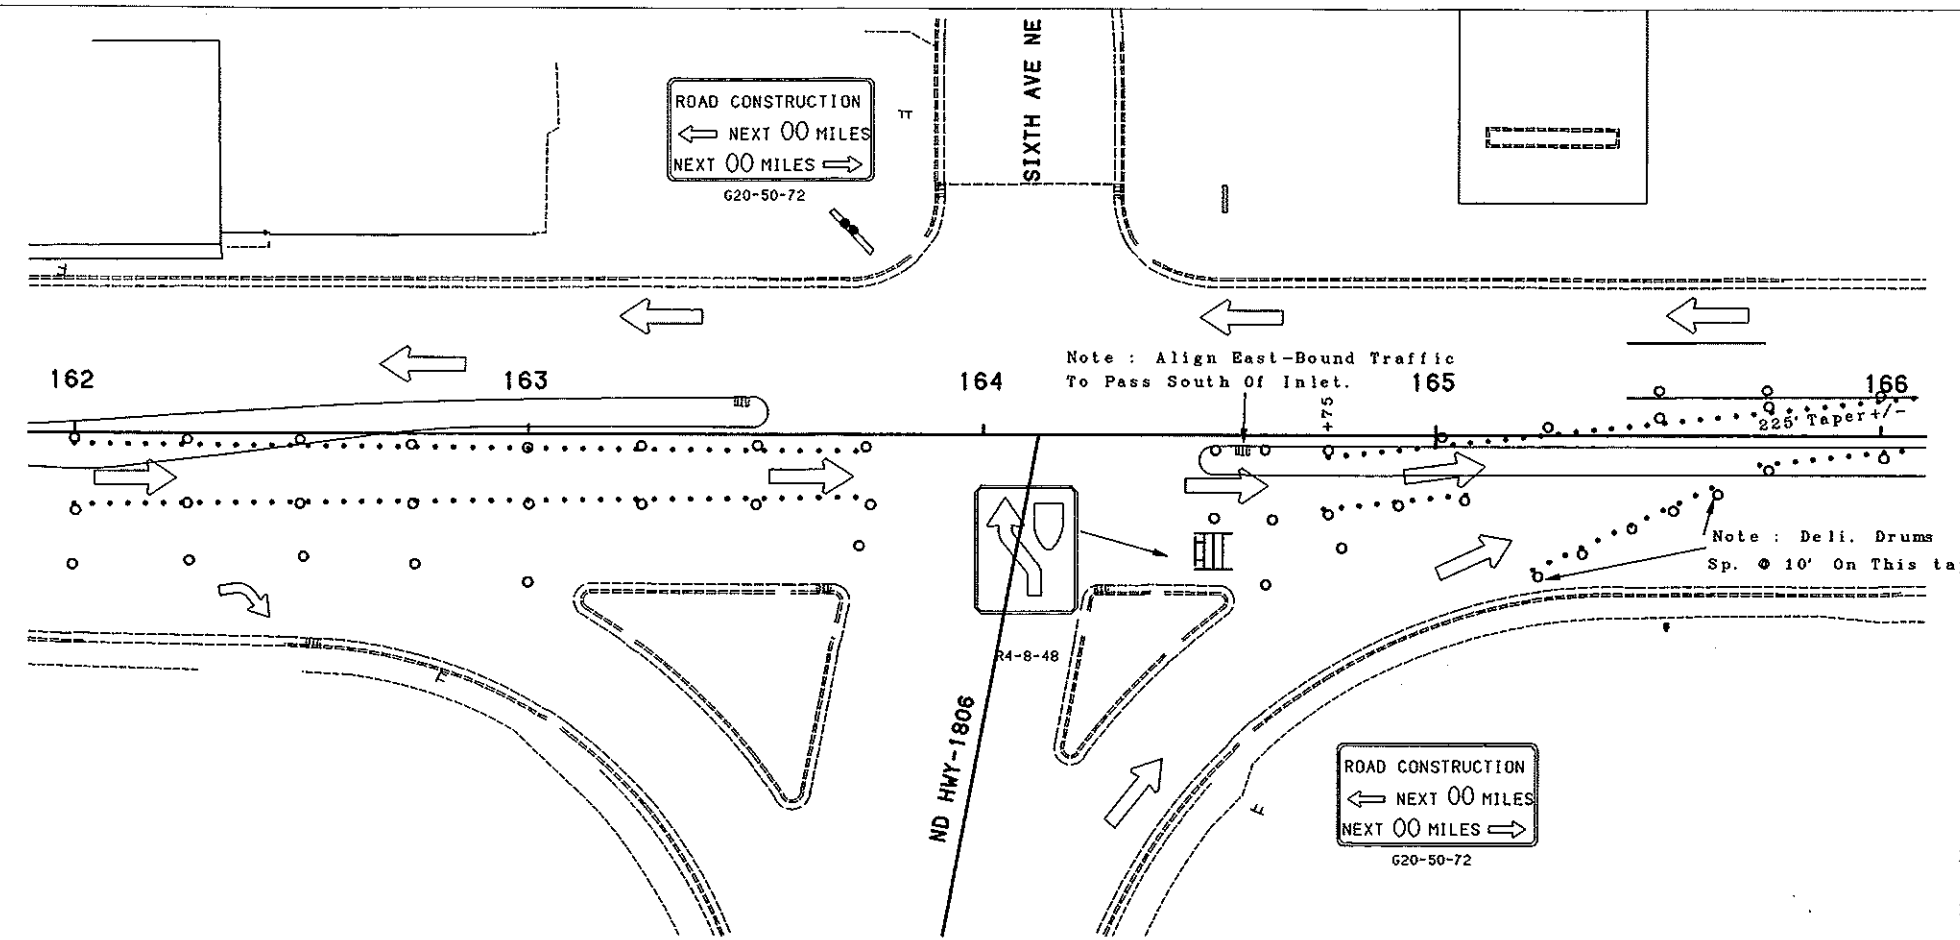 SIXTH AVE NE
ROAD CONSTRUCTION
NEXT 00 MILES
NEXT 00 MILES
G20-50-72
Note : Align East-Bound Traffic
To Pass South Of Inlet.
162
163
164
165
166
+75
225' Taper+/-
Note : Deli. Drums
Sp. @ 10' On This ta
R4-8-48
ND HWY-1806
ROAD CONSTRUCTION
NEXT 00 MILES
NEXT 00 MILES
G20-50-72